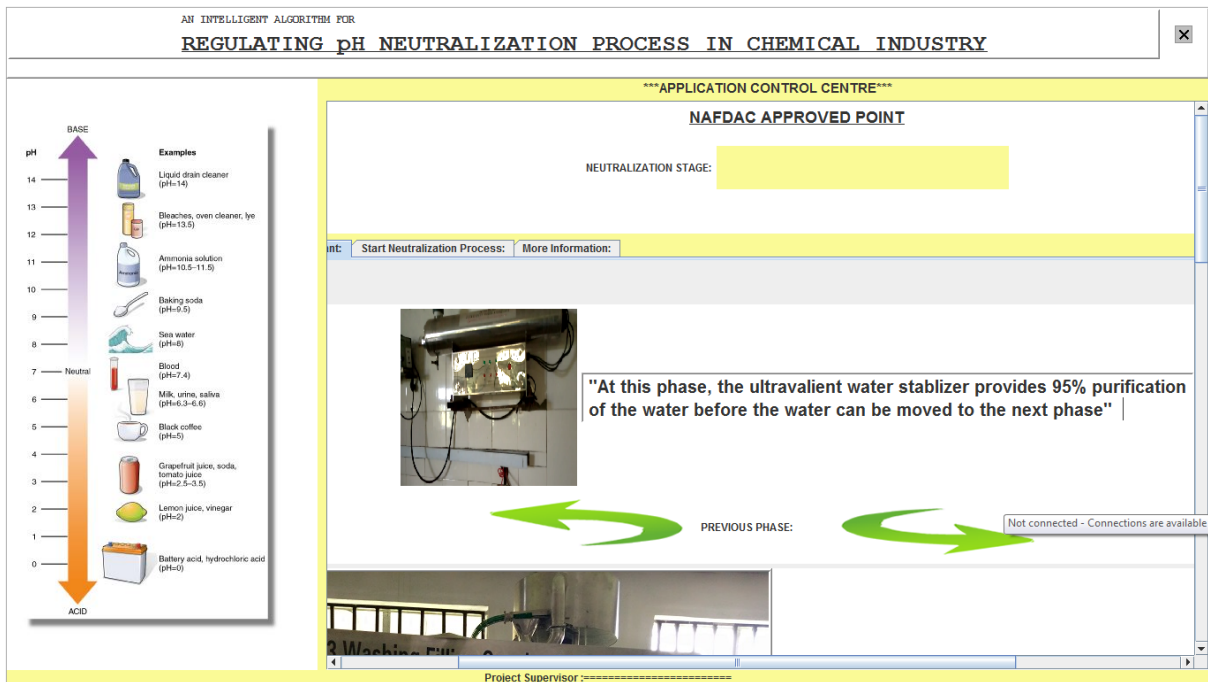 AN INTELLIGENT ALGORITHM FOR
REGULATING pH NEUTRALIZATION PROCESS IN CHEMICAL INDUSTRY
***APPLICATION CONTROL CENTRE***
NAFDAC APPROVED POINT
NEUTRALIZATION STAGE:
BASE
pH
Examples
14
Liquid drain cleaner
(pH=14)
13
Bleaches, oven cleaner, lye
(pH=13.5)
12
11
Ammonia solution
(pH=10.5–11.5)
Ammonia
10
Baking soda
(pH=9.5)
9
8
Sea water
(pH=8)
7
Neutral
Blood
(pH=7.4)
6
Milk, urine, saliva
(pH=6.3–6.6)
5
Black coffee
(pH=5)
4
3
Grapefruit juice, soda,
tomato juice
(pH=2.5–3.5)
2
Lemon juice, vinegar
(pH=2)
1
0
Battery acid, hydrochloric acid
(pH=0)
ACID
nt: Start Neutralization Process: More Information:
"At this phase, the ultravalient water stablizer provides 95% purification
of the water before the water can be moved to the next phase"
PREVIOUS PHASE:
Not connected - Connections are available
3 Washing Filling
Project Supervisor :=========================